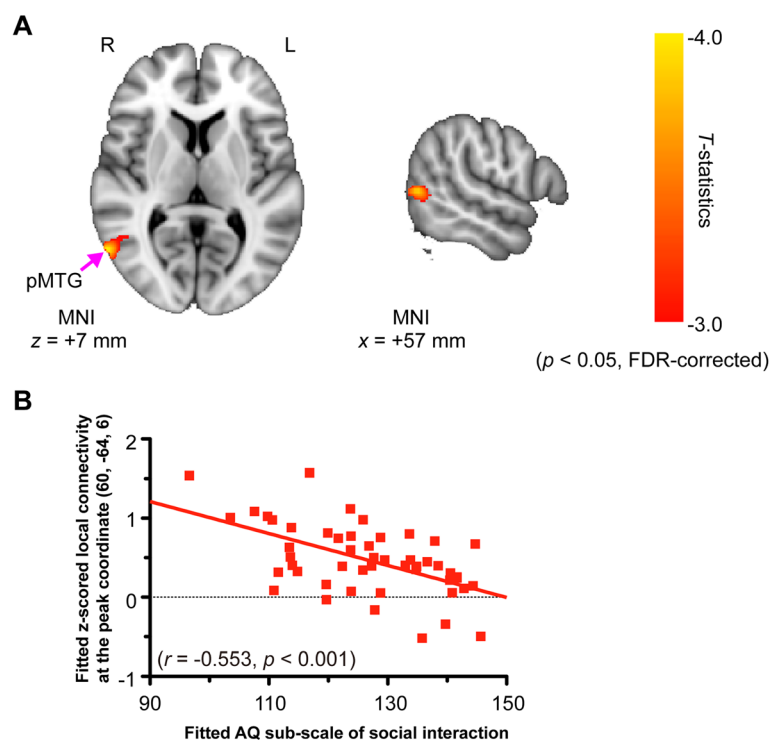 A
R
L
pMTG
MNI
z = +7 mm
MNI
x = +57 mm
-4.0
T-statistics
-3.0
(p < 0.05, FDR-corrected)
B
Fitted z-scored local connectivity
at the peak coordinate (60, -64, 6)
2
1
0
-1
(r = -0.553, p < 0.001)
90
110
130
150
Fitted AQ sub-scale of social interaction